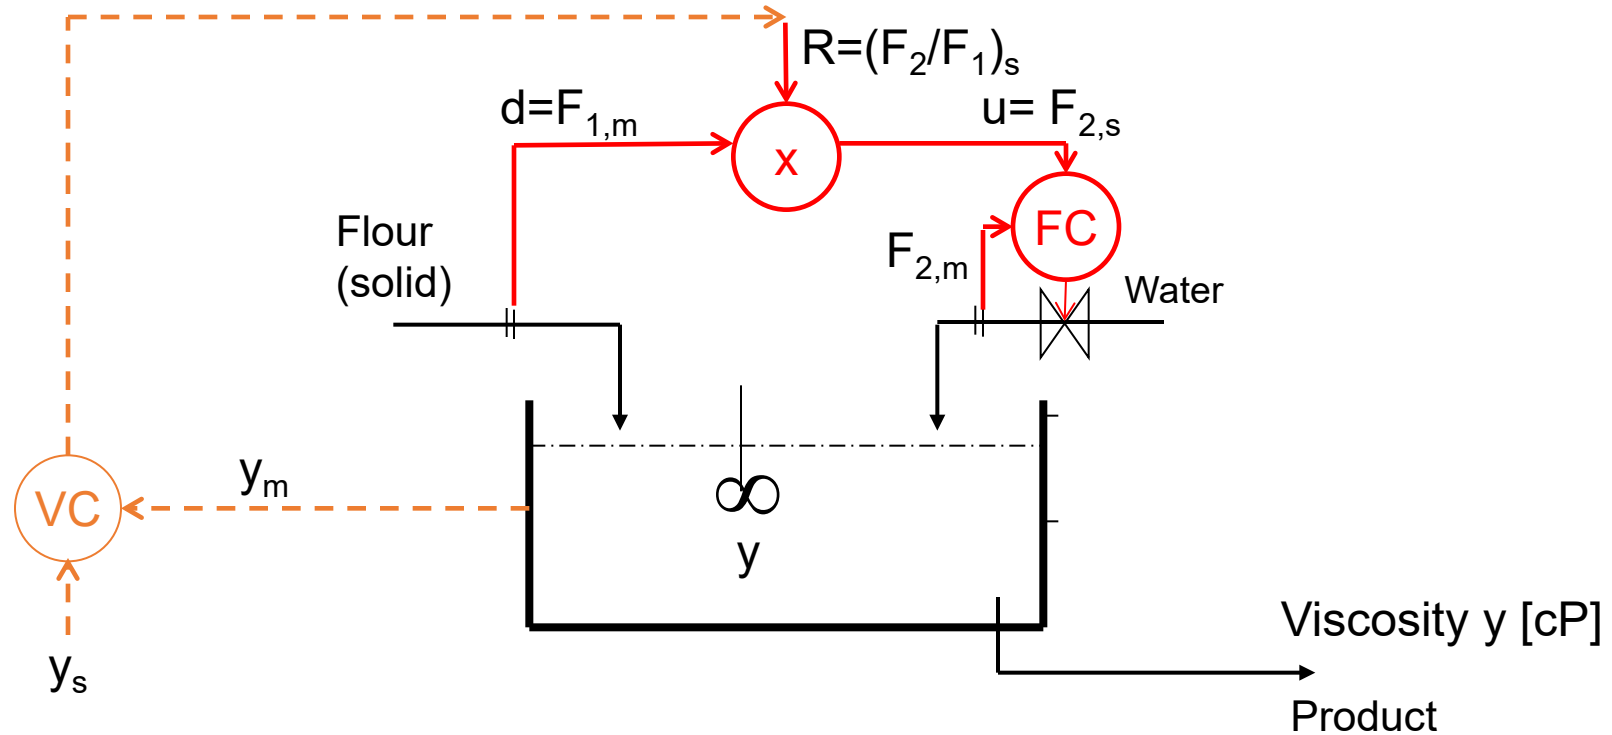 R=(F₂/F₁)ₛ
d=F₁,ₘ
u= F₂,ₛ
x
Flour
(solid)
FC
F₂,ₘ
Water
yₘ
VC
y
yₛ
Viscosity y [cP]
Product